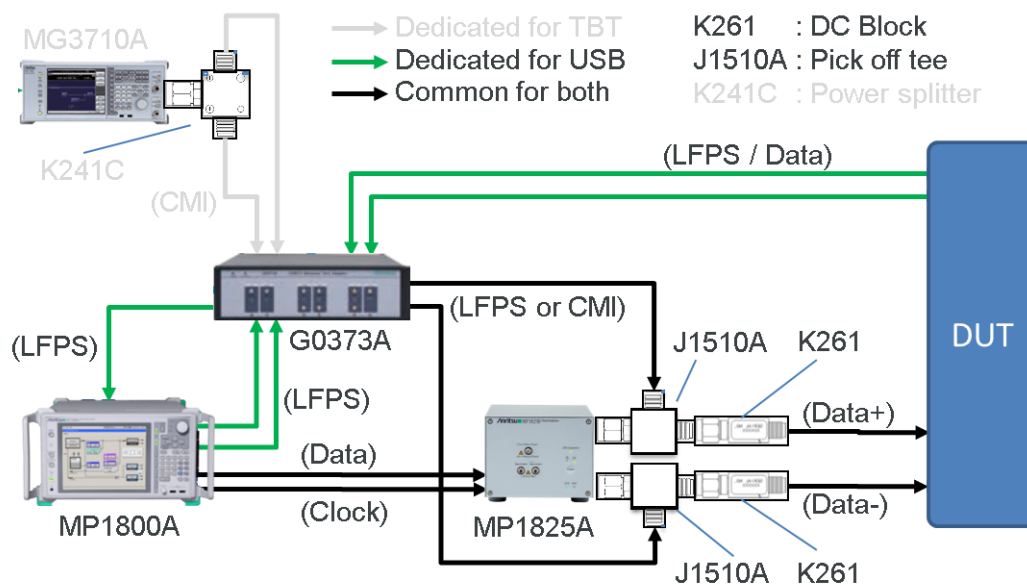 MG3710A
K241C
(CMI)
Dedicated for TBT
Dedicated for USB
Common for both
K261 : DC Block
J1510A : Pick off tee
K241C : Power splitter
(LFPS / Data)
DUT
G0373A
(LFPS or CMI)
(LFPS)
(LFPS)
J1510A
K261
(Data+)
(Data)
(Clock)
MP1800A
Anritsu
MP1825A
(Data-)
J1510A
K261